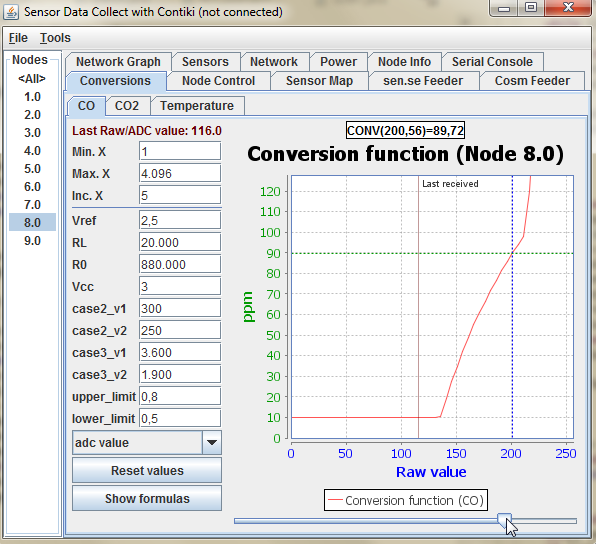 Sensor Data Collect with Contiki (not connected)
File Tools
Nodes
<All>
1.0
2.0
3.0
4.0
5.0
6.0
7.0
8.0
9.0
Network Graph Sensors Network Power Node Info Serial Console
Conversions Node Control Sensor Map sen.se Feeder Cosm Feeder
CO CO2 Temperature
Last Raw/ADC value: 116.0
Min. X 1
Max. X 4.096
Inc. X 5
Vref 2,5
RL 20.000
R0 880.000
Vcc 3
case2_v1 300
case2_v2 250
case3_v1 3.600
case3_v2 1.900
upper_limit 0,8
lower_limit 0,5
adc value
Reset values
Show formulas
CONV(200,56)=89,72
Conversion function (Node 8.0)
Last received
120
110
100
90
80
70
60
50
40
30
20
10
0
ppm
0 50 100 150 200 250
Raw value
Conversion function (CO)